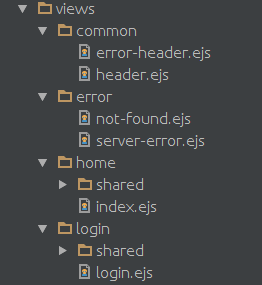 views
common
error-header.ejs
header.ejs
error
not-found.ejs
server-error.ejs
home
shared
index.ejs
login
shared
login.ejs